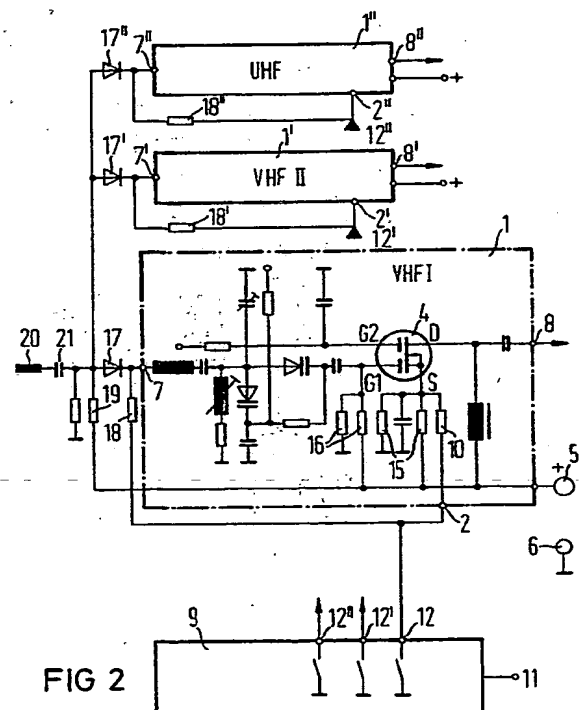 17" 7" 1" 8"
UHF
+
18" 2"
12"
17' 7' 1' 8'
VHF II
+
18' 2'
12'
1
VHF I
20 21 17 4
G2 D
8
7
G1 S
19
18
16 15 10
+ 5
2
6
9 12" 12' 12
11
FIG 2